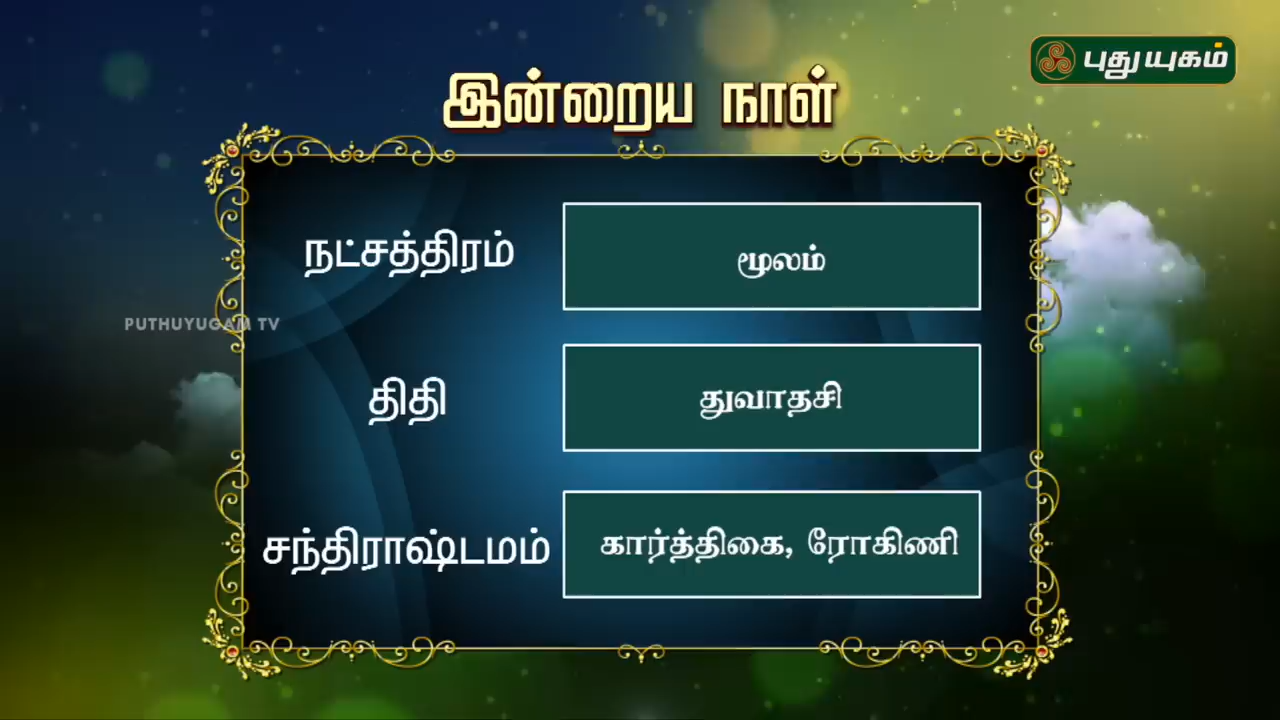 புதுயுகம்
இன்றைய நாள்
நட்சத்திரம் மூலம்
PUTHUYUGAM TV
திதி துவாதசி
சந்திராஷ்டமம் கார்த்திகை, ரோகிணி